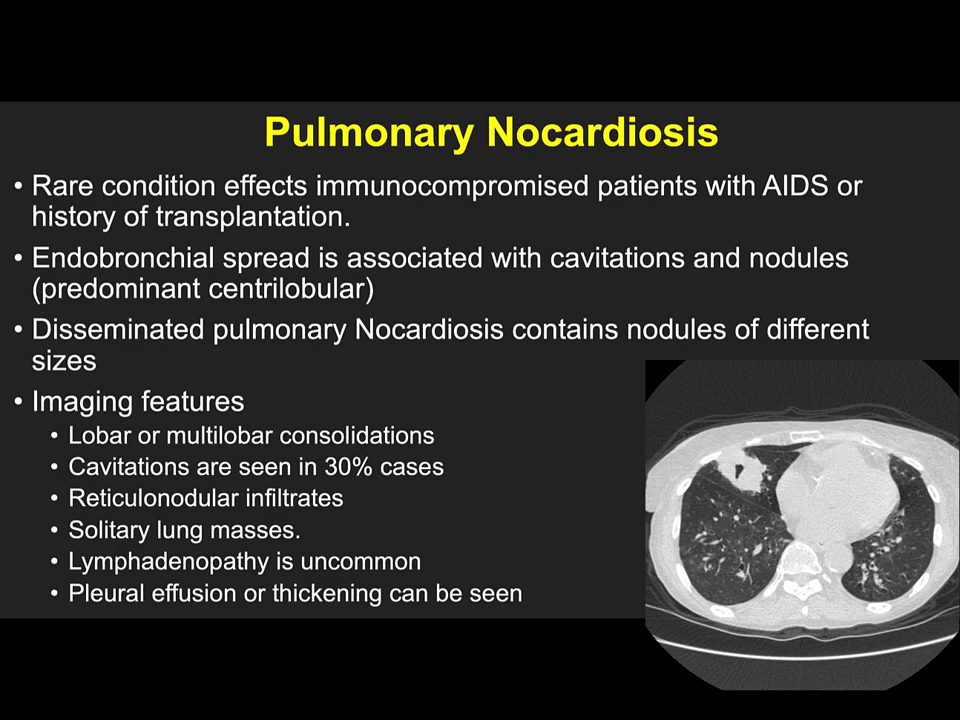 Pulmonary Nocardiosis
• Rare condition effects immunocompromised patients with AIDS or
history of transplantation.
• Endobronchial spread is associated with cavitations and nodules
(predominant centrilobular)
• Disseminated pulmonary Nocardiosis contains nodules of different
sizes
• Imaging features
• Lobar or multilobar consolidations
• Cavitations are seen in 30% cases
• Reticulonodular infiltrates
• Solitary lung masses.
• Lymphadenopathy is uncommon
• Pleural effusion or thickening can be seen